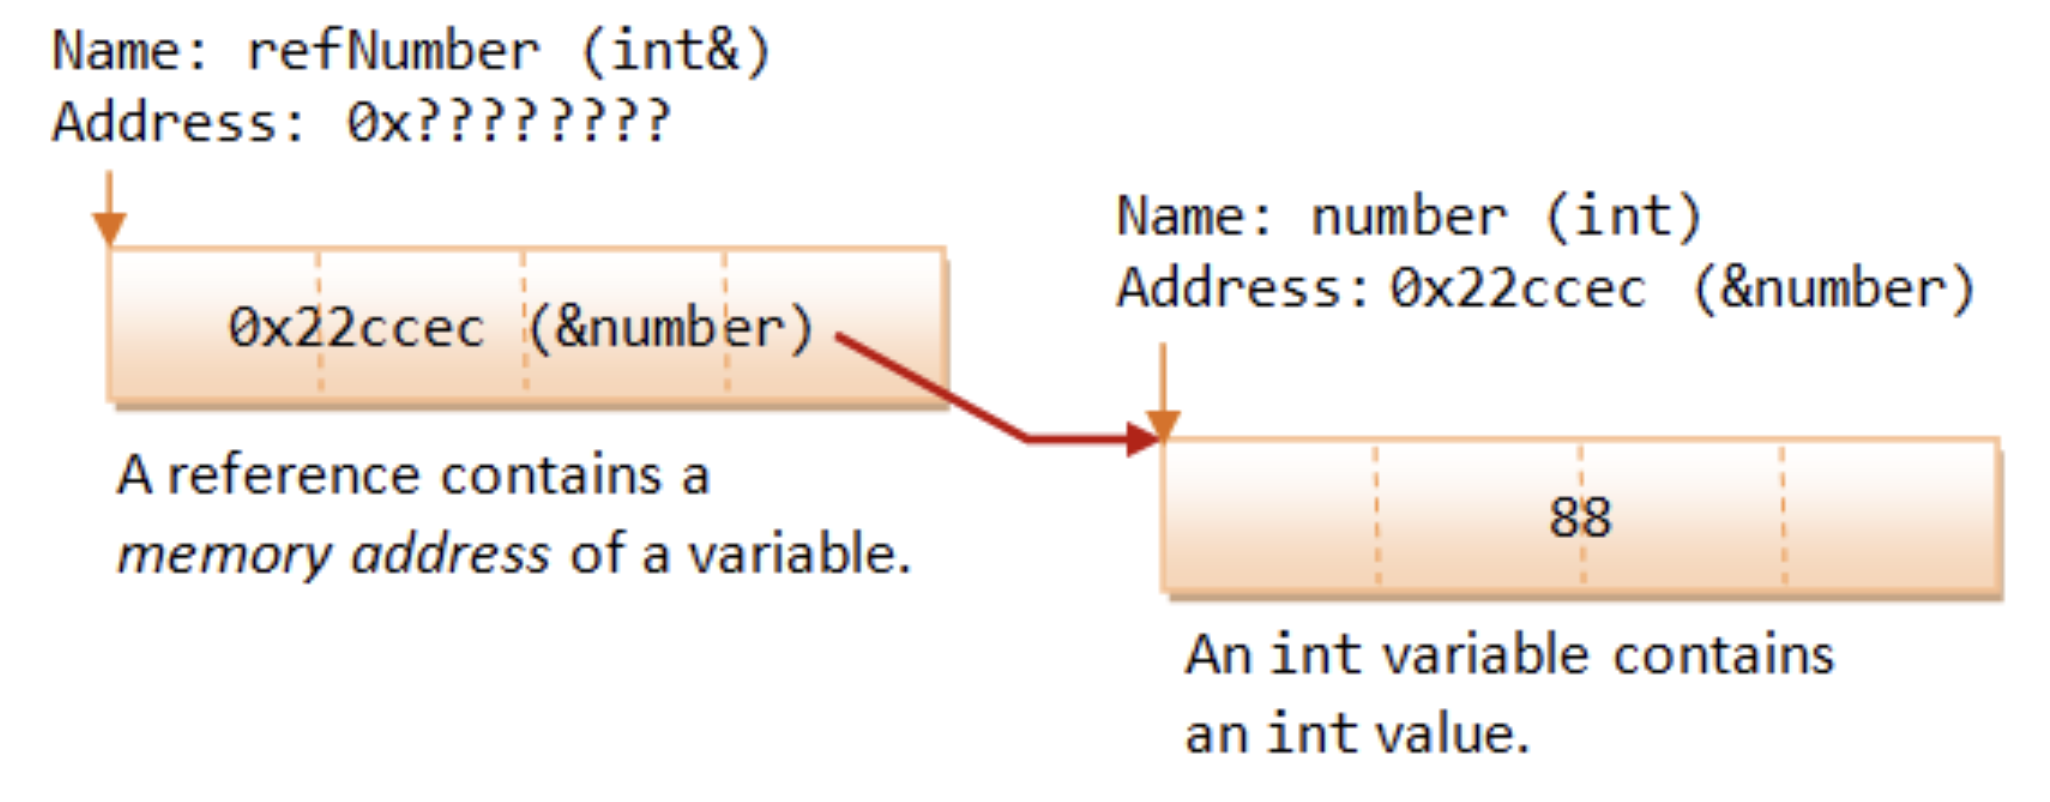 Name: refNumber (int&)
Address: 0x????????
0x22ccec (&number)
A reference contains a
memory address of a variable.
Name: number (int)
Address: 0x22ccec (&number)
88
An int variable contains
an int value.